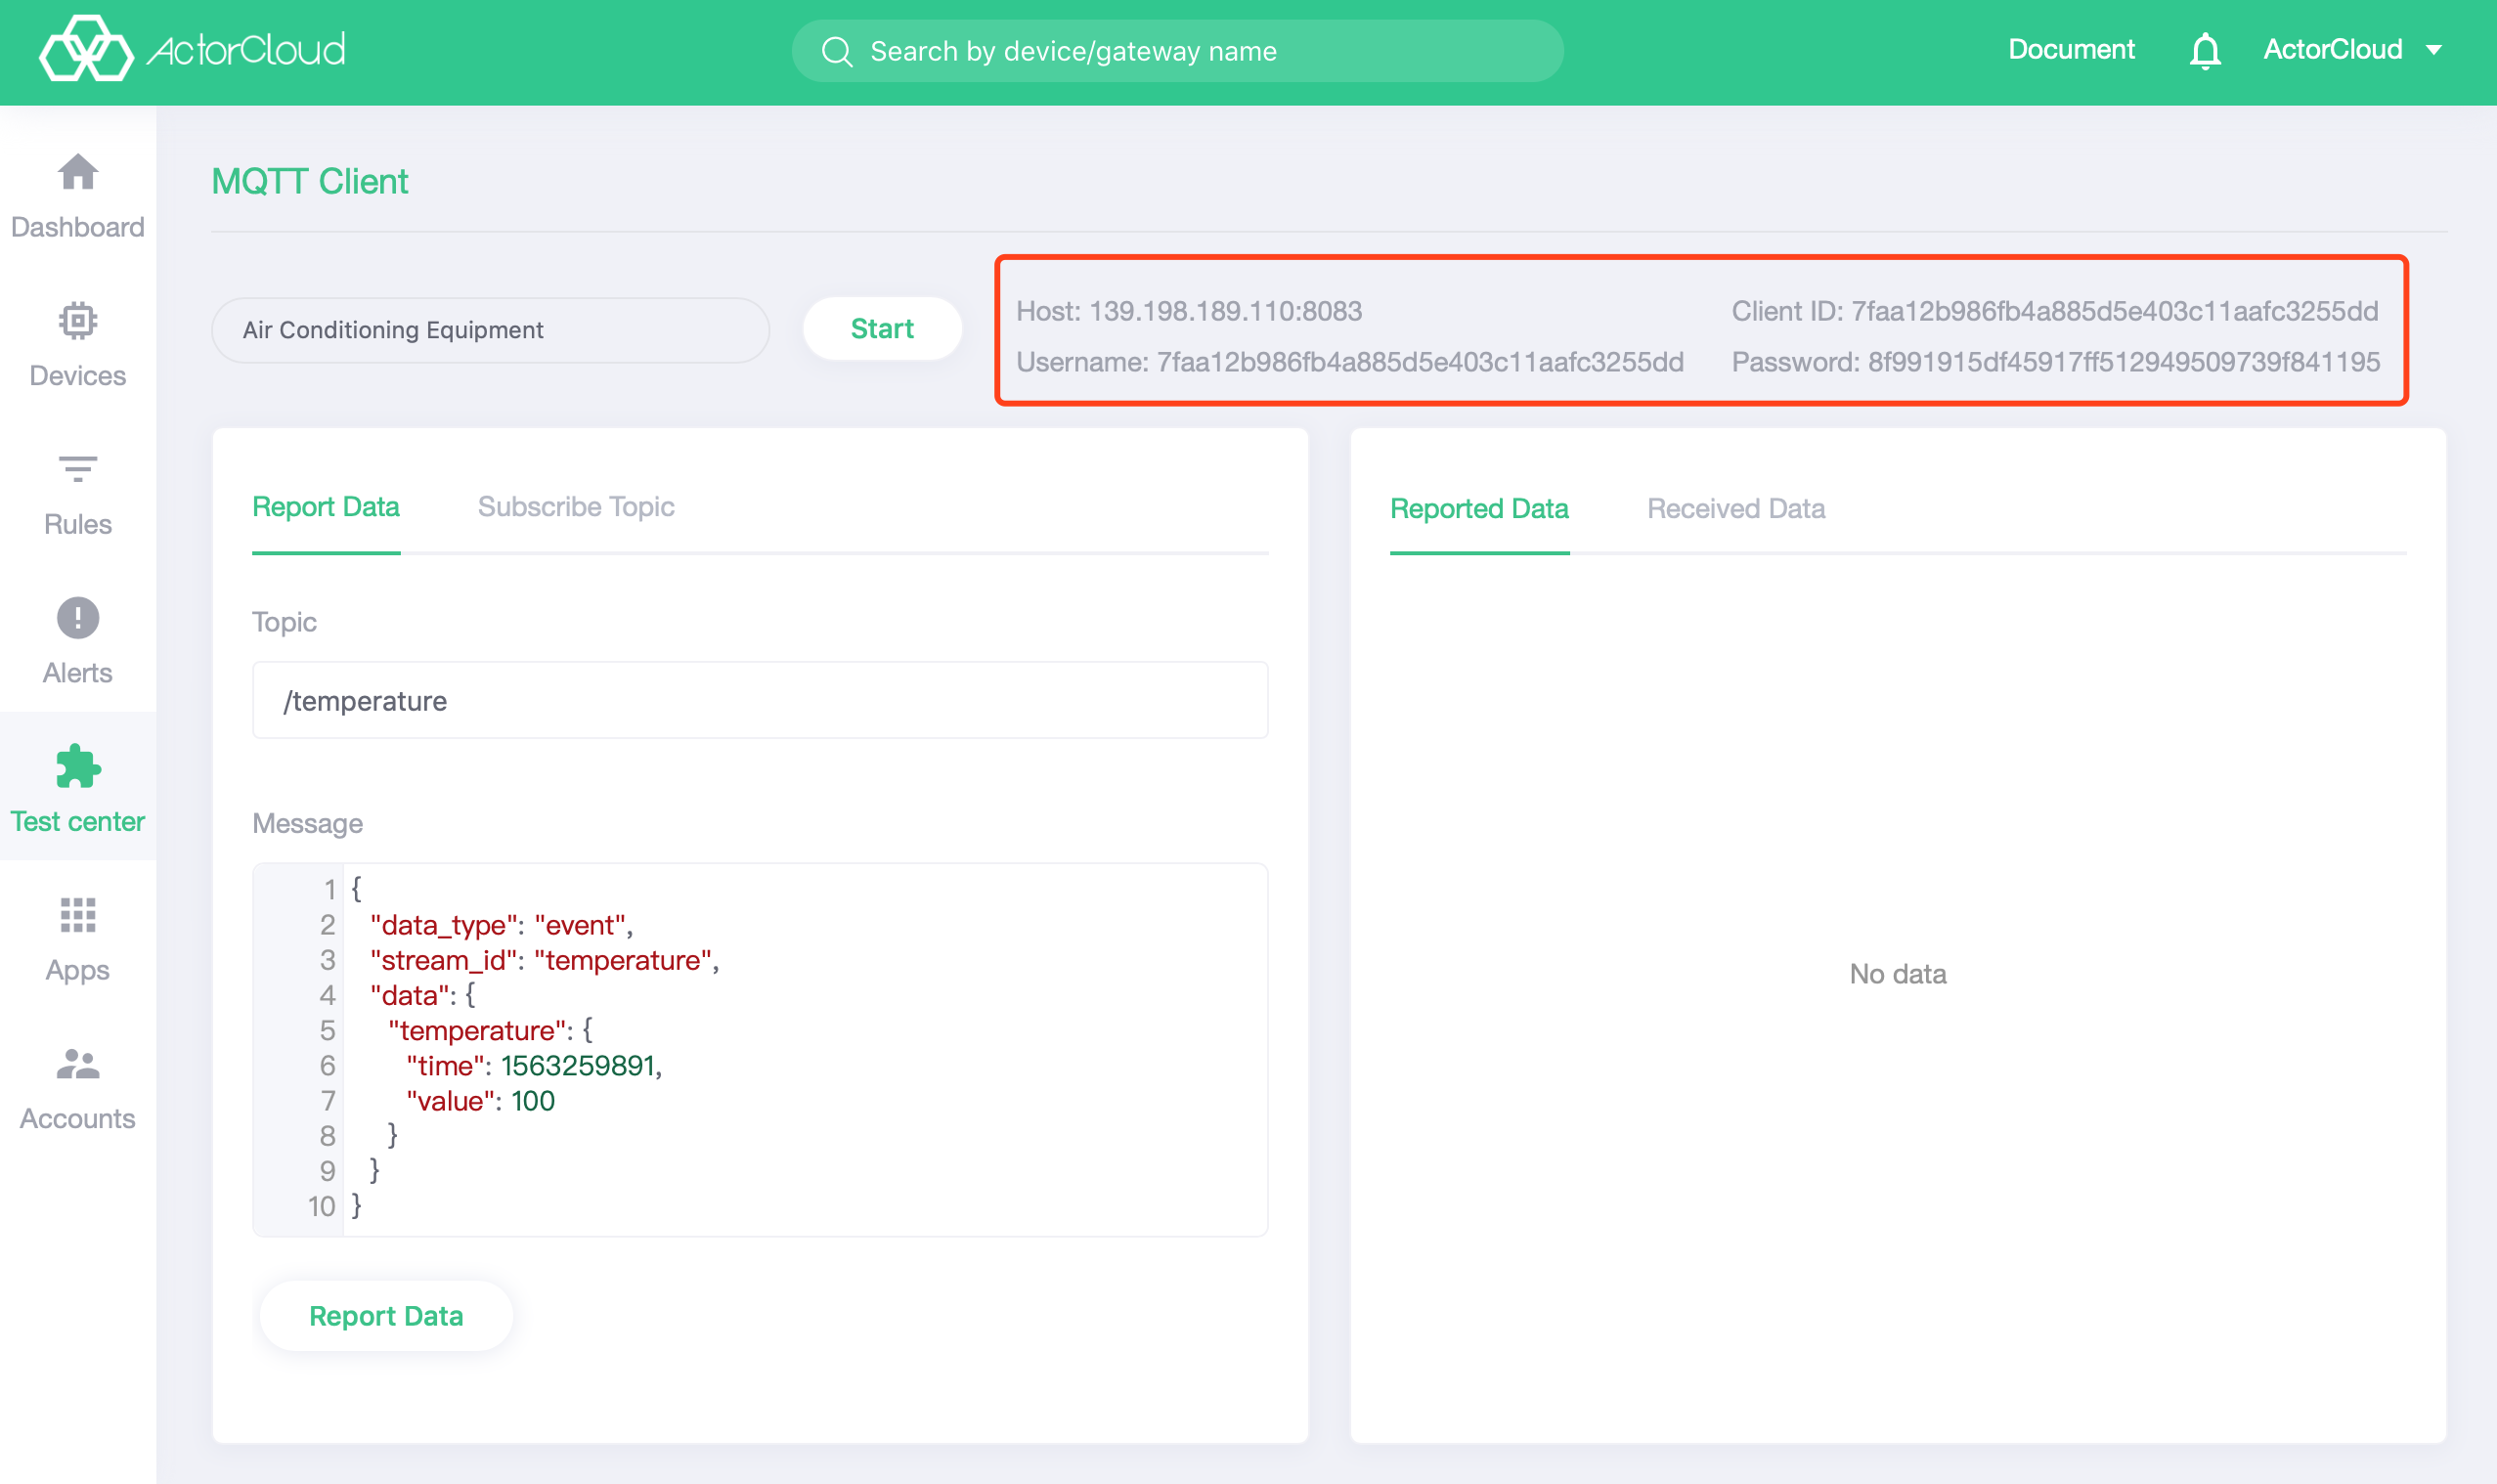 ActorCloud
Search by device/gateway name
Document
ActorCloud
Dashboard
Devices
Rules
Alerts
Test center
Apps
Accounts
MQTT Client
Air Conditioning Equipment
Start
Host: 139.198.189.110:8083
Client ID: 7faa12b986fb4a885d5e403c11aafc3255dd
Username: 7faa12b986fb4a885d5e403c11aafc3255dd
Password: 8f991915df45917ff512949509739f841195
Report Data
Subscribe Topic
Topic
/temperature
Message
1 {
2 "data_type": "event",
3 "stream_id": "temperature",
4 "data": {
5 "temperature": {
6 "time": 1563259891,
7 "value": 100
8 }
9 }
10 }
Report Data
Reported Data
Received Data
No data